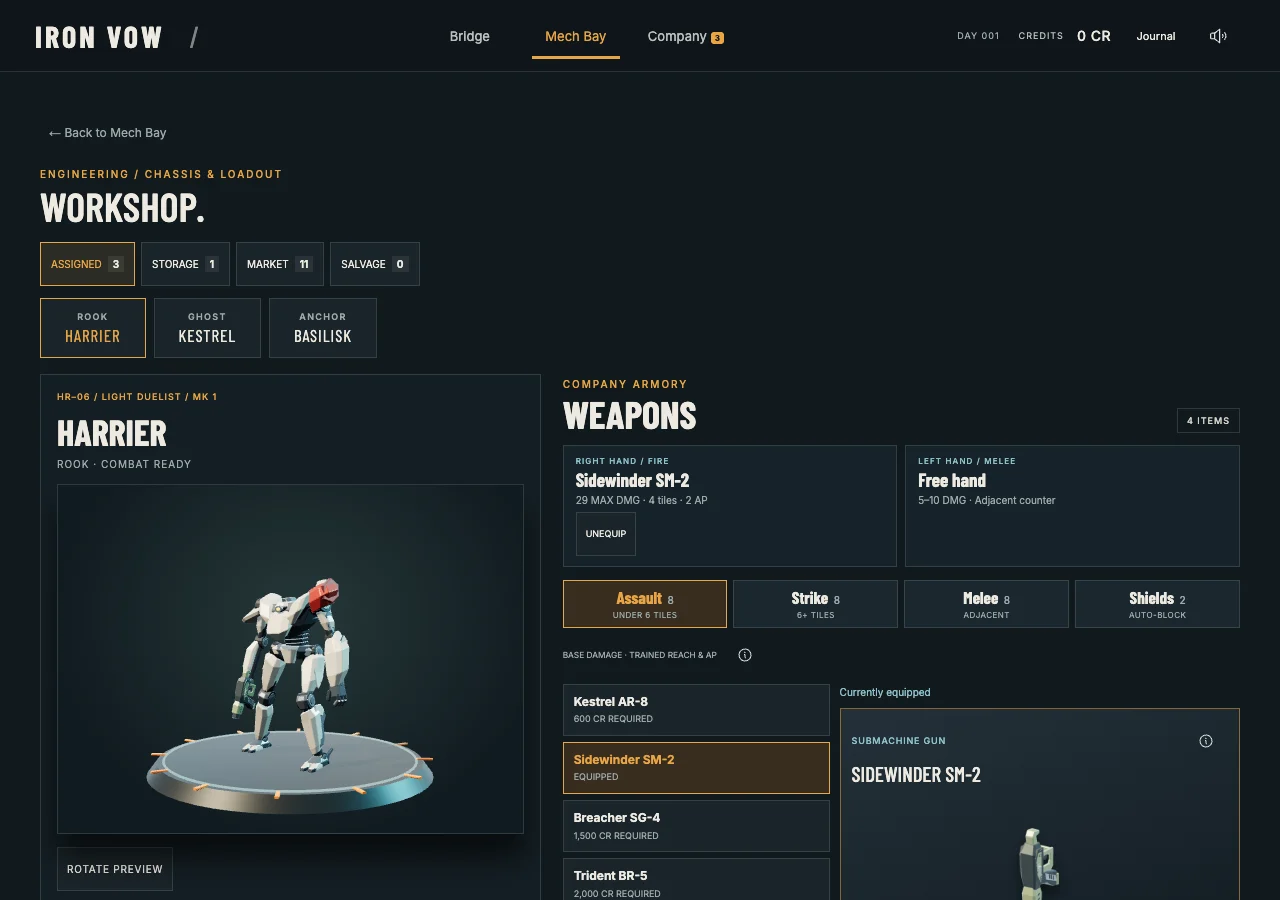 IRON VOW /
Bridge
Mech Bay
Company 3
DAY 001
CREDITS 0 CR
Journal
← Back to Mech Bay
ENGINEERING / CHASSIS & LOADOUT
WORKSHOP.
ASSIGNED 3
STORAGE 1
MARKET 11
SALVAGE 0
ROOK
HARRIER
GHOST
KESTREL
ANCHOR
BASILISK
HR-06 / LIGHT DUELIST / MK 1
HARRIER
ROOK · COMBAT READY
ROTATE PREVIEW
COMPANY ARMORY
WEAPONS
4 ITEMS
RIGHT HAND / FIRE
Sidewinder SM-2
29 MAX DMG · 4 tiles · 2 AP
UNEQUIP
LEFT HAND / MELEE
Free hand
5–10 DMG · Adjacent counter
Assault 8
UNDER 6 TILES
Strike 8
6+ TILES
Melee 8
ADJACENT
Shields 2
AUTO-BLOCK
BASE DAMAGE · TRAINED REACH & AP
Kestrel AR-8
600 CR REQUIRED
Sidewinder SM-2
EQUIPPED
Breacher SG-4
1,500 CR REQUIRED
Trident BR-5
2,000 CR REQUIRED
Currently equipped
SUBMACHINE GUN
SIDEWINDER SM-2